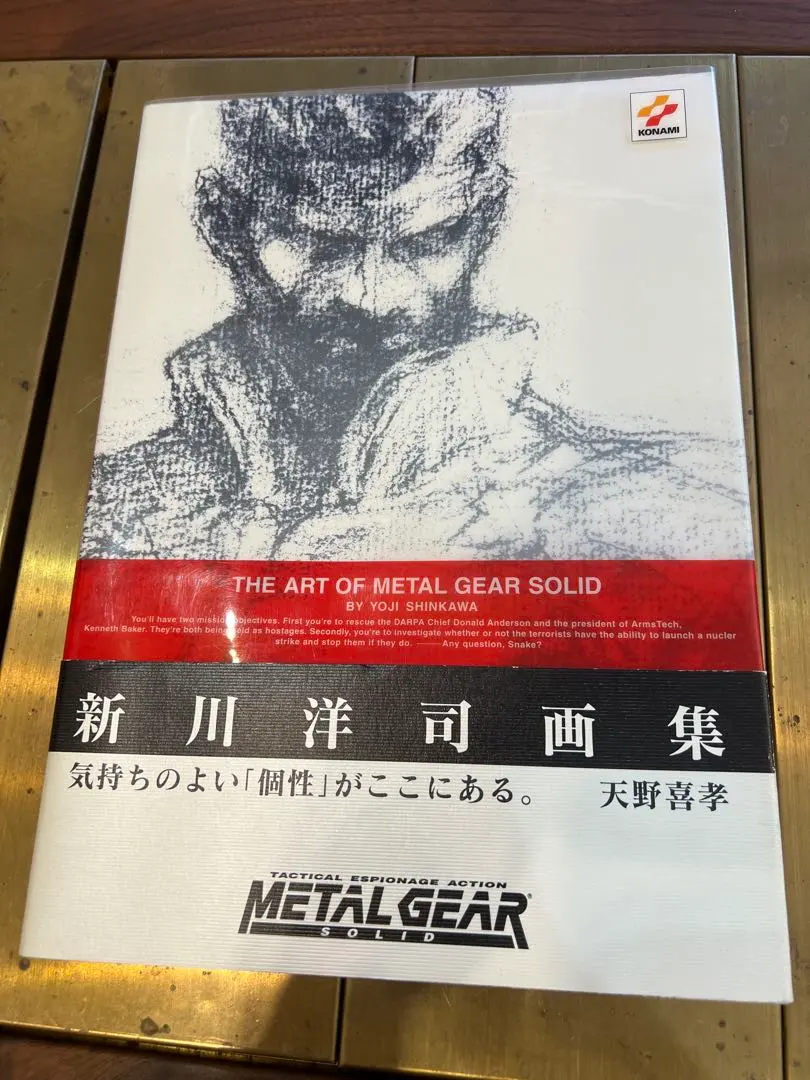 KONAMI
THE ART OF METAL GEAR SOLID
BY YOJI SHINKAWA
You'll have two mission objectives. First you're to rescue the DARPA Chief Donald Anderson and the president of ArmsTech,
Kenneth Baker. They're both being held as hostages. Secondly, you're to investigate whether or not the terrorists have the ability to launch a nucler
strike and stop them if they do. ———Any question, Snake?
新川洋司画集
気持ちのよい「個性」がここにある。 天野喜孝
TACTICAL ESPIONAGE ACTION
METAL GEAR
SOLID